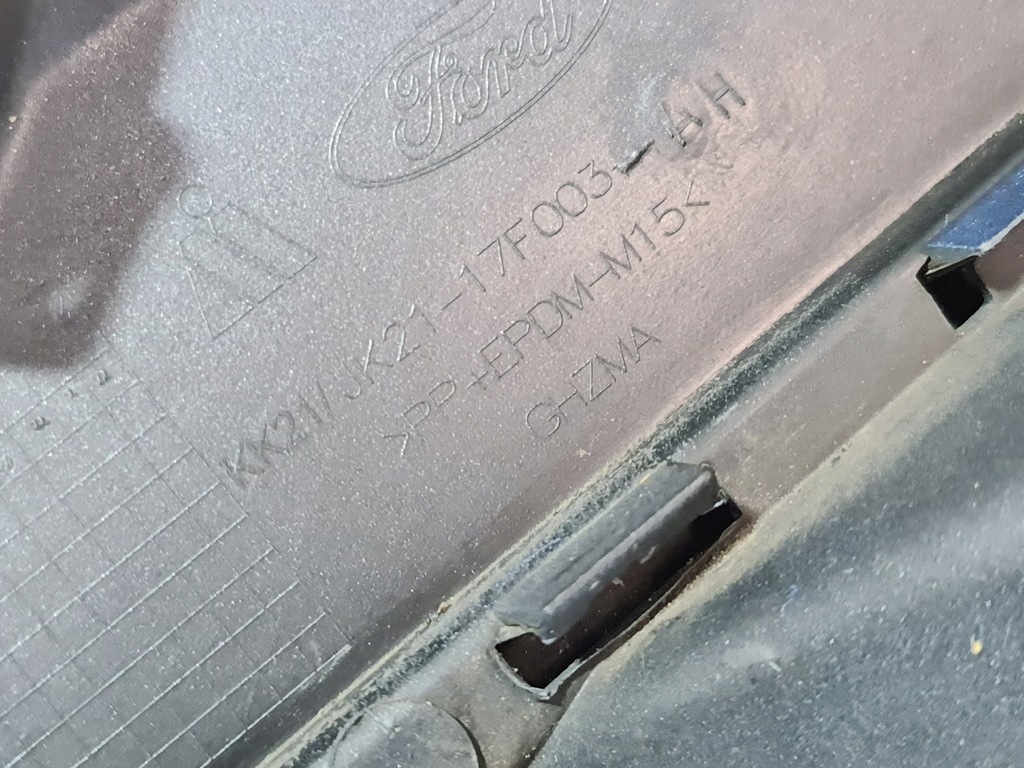 Ford
KK21/JK21-17F003-AH
>PP+EPDM-M15<
GHZMA